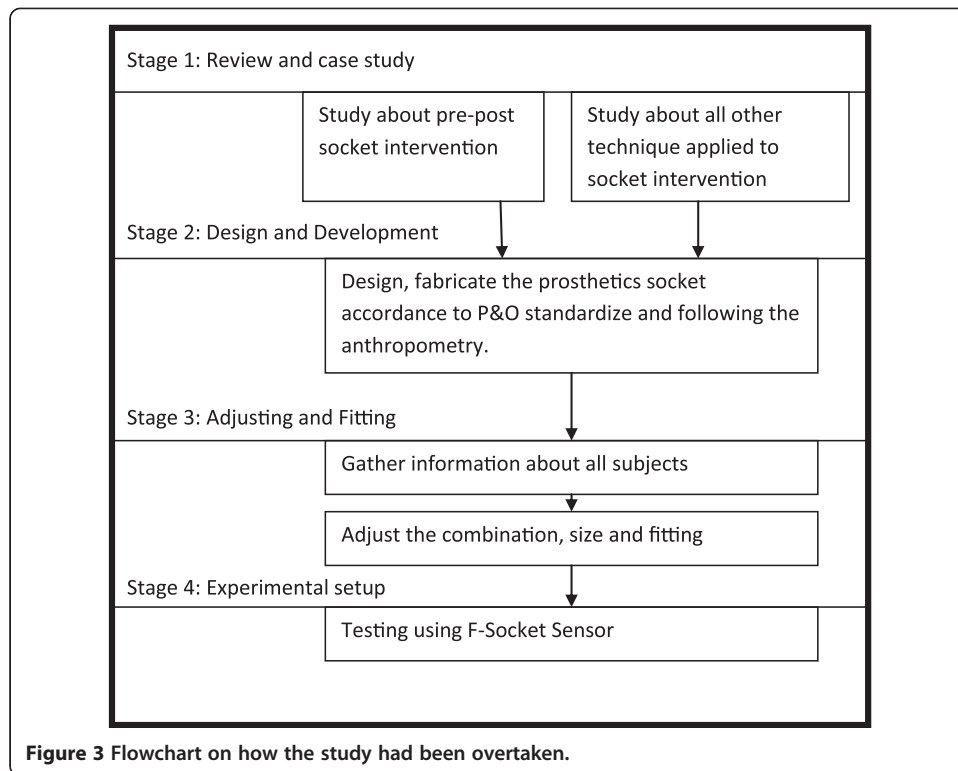 Stage 1: Review and case study
Study about pre-post
socket intervention
Study about all other
technique applied to
socket intervention
Stage 2: Design and Development
Design, fabricate the prosthetics socket
accordance to P&O standardize and following the
anthropometry.
Stage 3: Adjusting and Fitting
Gather information about all subjects
Adjust the combination, size and fitting
Stage 4: Experimental setup
Testing using F-Socket Sensor
Figure 3 Flowchart on how the study had been overtaken.